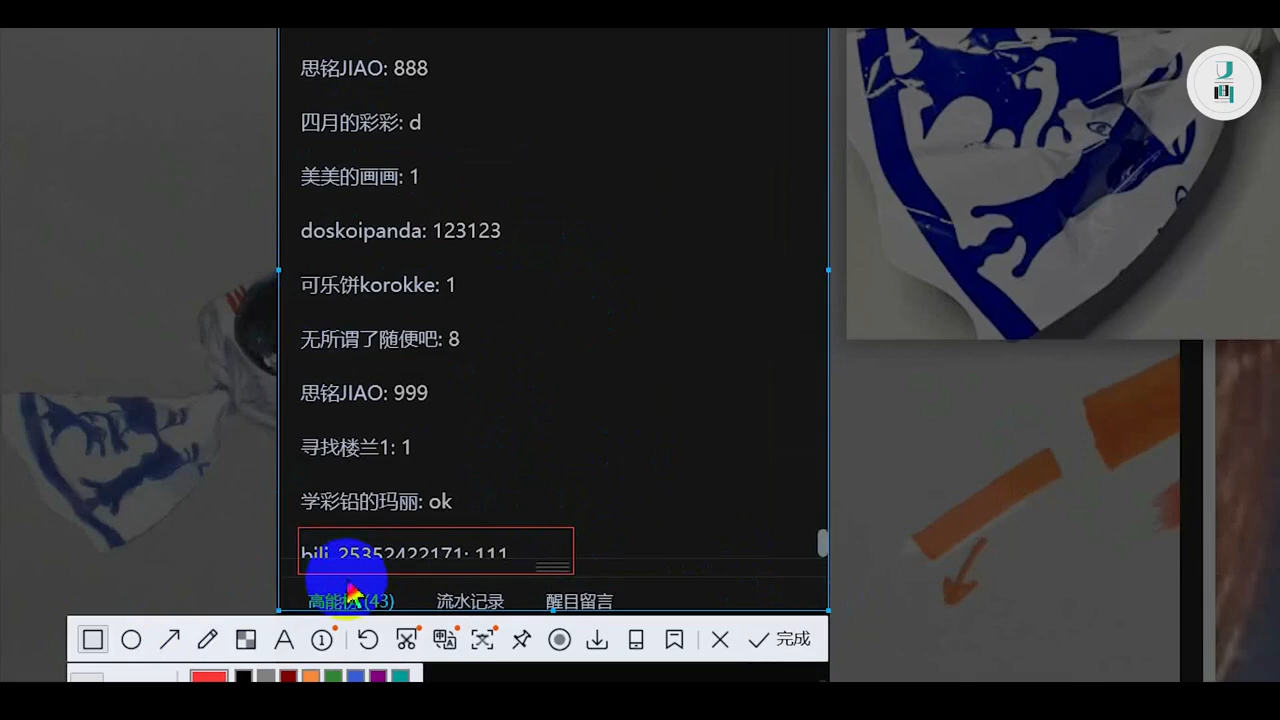 思铭JIAO: 888
四月的彩彩: d
美美的画画: 1
doskoipanda: 123123
可乐饼korokke: 1
无所谓了随便吧: 8
思铭JIAO: 999
寻找楼兰1: 1
学彩铅的玛丽: ok
bili_25352422171: 111
(43)
流水记录
醒目留言
完成